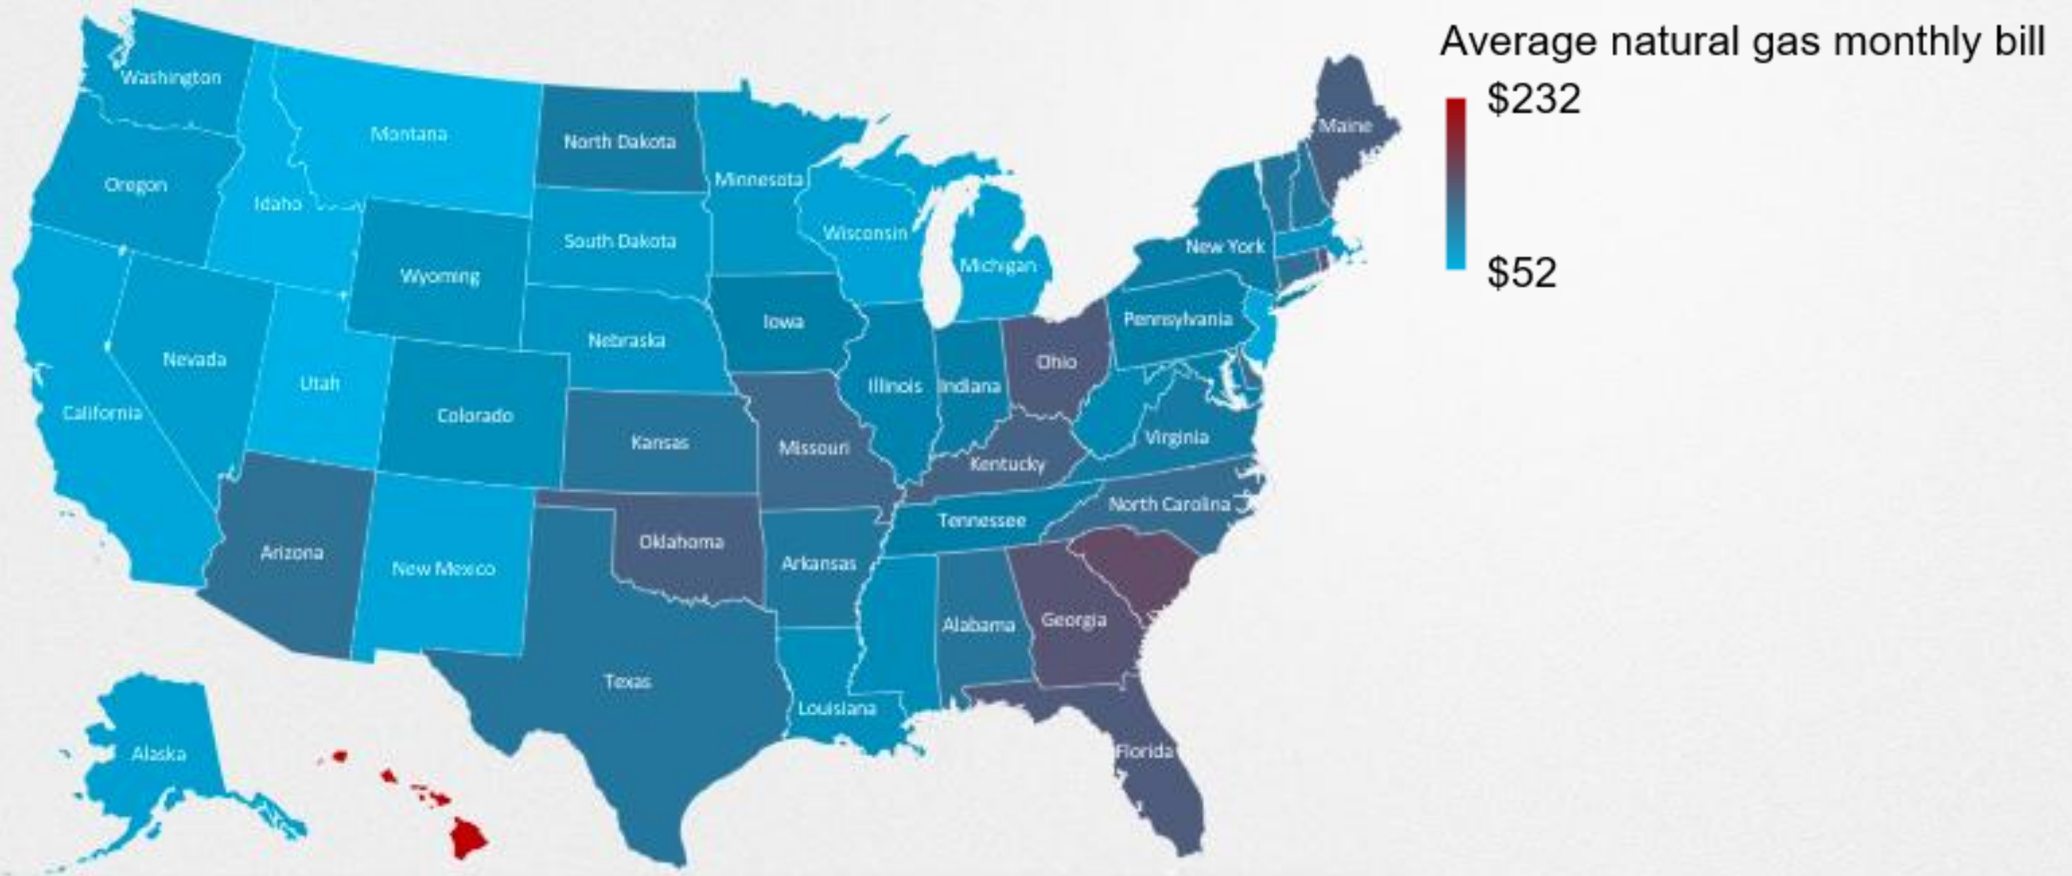 Average natural gas monthly bill
$232
$52
Washington
Montana
North Dakota
Minnesota
Maine
Oregon
Idaho
South Dakota
Wisconsin
New York
Wyoming
Michigan
Iowa
Pennsylvania
Nebraska
Nevada
Utah
Ohio
Illinois
Indiana
California
Colorado
Kansas
Missouri
Virginia
Kentucky
North Carolina
Tennessee
Arizona
Oklahoma
New Mexico
Arkansas
Alabama
Georgia
Texas
Louisiana
Florida
Alaska